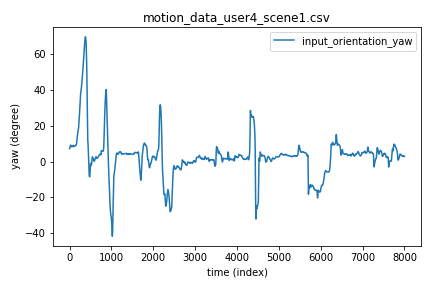 motion_data_user4_scene1.csv
input_orientation_yaw
yaw (degree)
60
40
20
0
−20
−40
0 1000 2000 3000 4000 5000 6000 7000 8000
time (index)